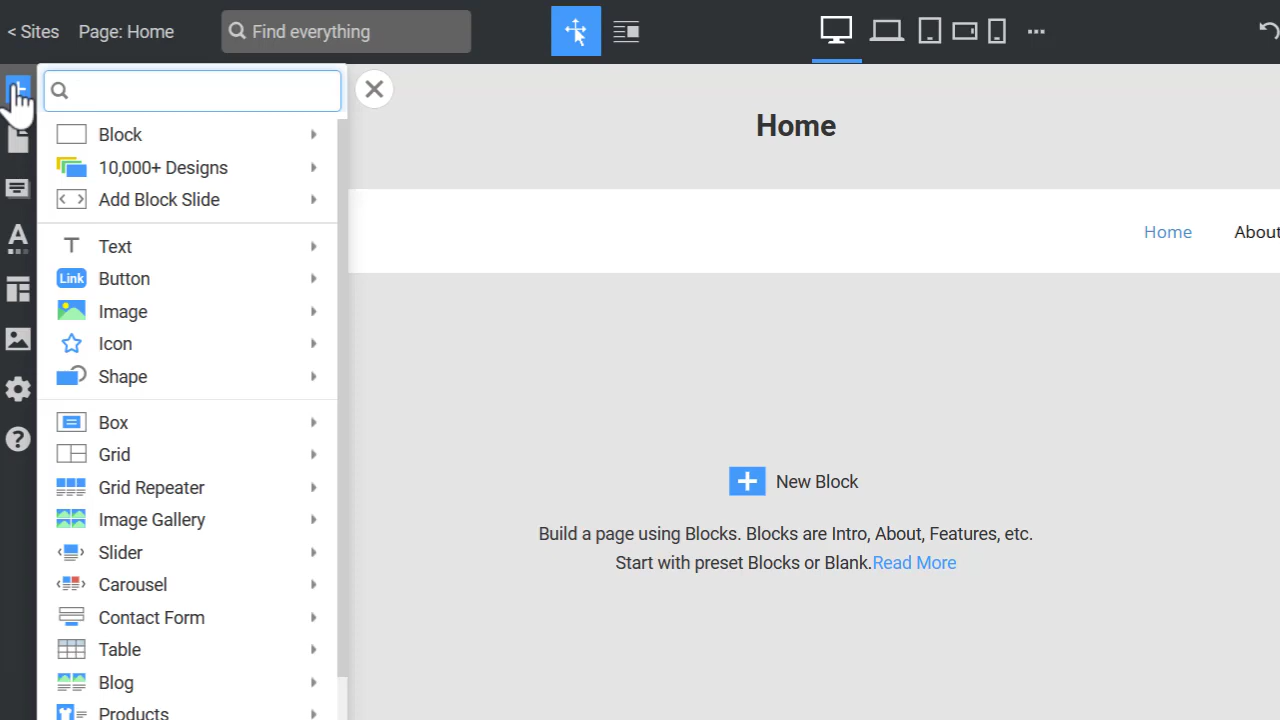 < Sites
Page: Home
Find everything
Block
10,000+ Designs
Add Block Slide
Text
Link
Button
Image
Icon
Shape
Box
Grid
Grid Repeater
Image Gallery
Slider
Carousel
Contact Form
Table
Blog
Products
Home
Home
About
New Block
Build a page using Blocks. Blocks are Intro, About, Features, etc.
Start with preset Blocks or Blank.Read More